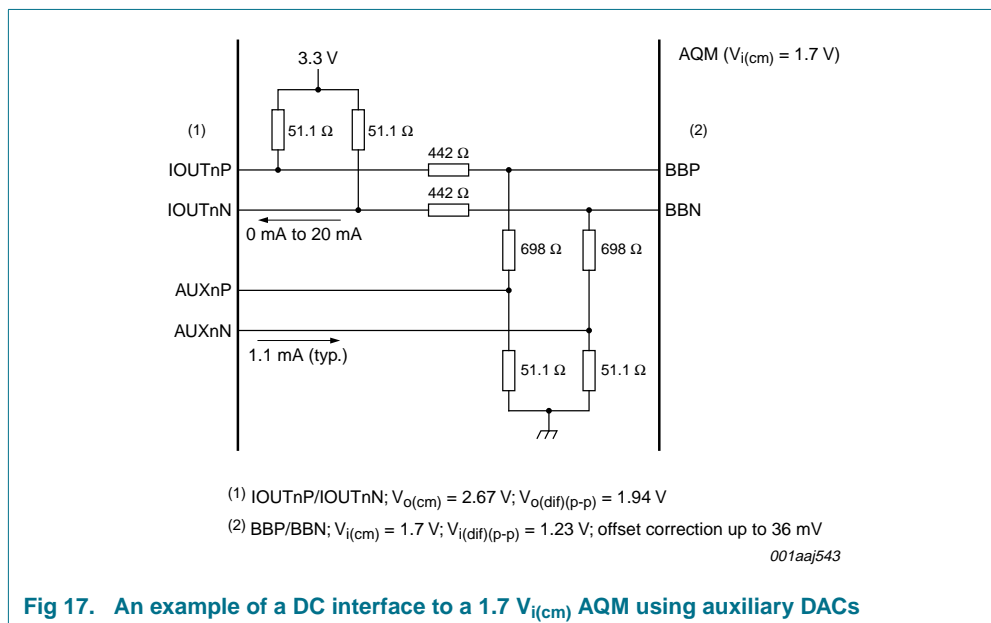 3.3 V
AQM (Vi(cm) = 1.7 V)
51.1 Ω
51.1 Ω
(1)
(2)
442 Ω
IOUTnP
BBP
442 Ω
IOUTnN
BBN
0 mA to 20 mA
698 Ω
698 Ω
AUXnP
AUXnN
1.1 mA (typ.)
51.1 Ω
51.1 Ω
(1) IOUTnP/IOUTnN; Vo(cm) = 2.67 V; Vo(dif)(p-p) = 1.94 V
(2) BBP/BBN; Vi(cm) = 1.7 V; Vi(dif)(p-p) = 1.23 V; offset correction up to 36 mV
001aaj543
Fig 17. An example of a DC interface to a 1.7 Vi(cm) AQM using auxiliary DACs